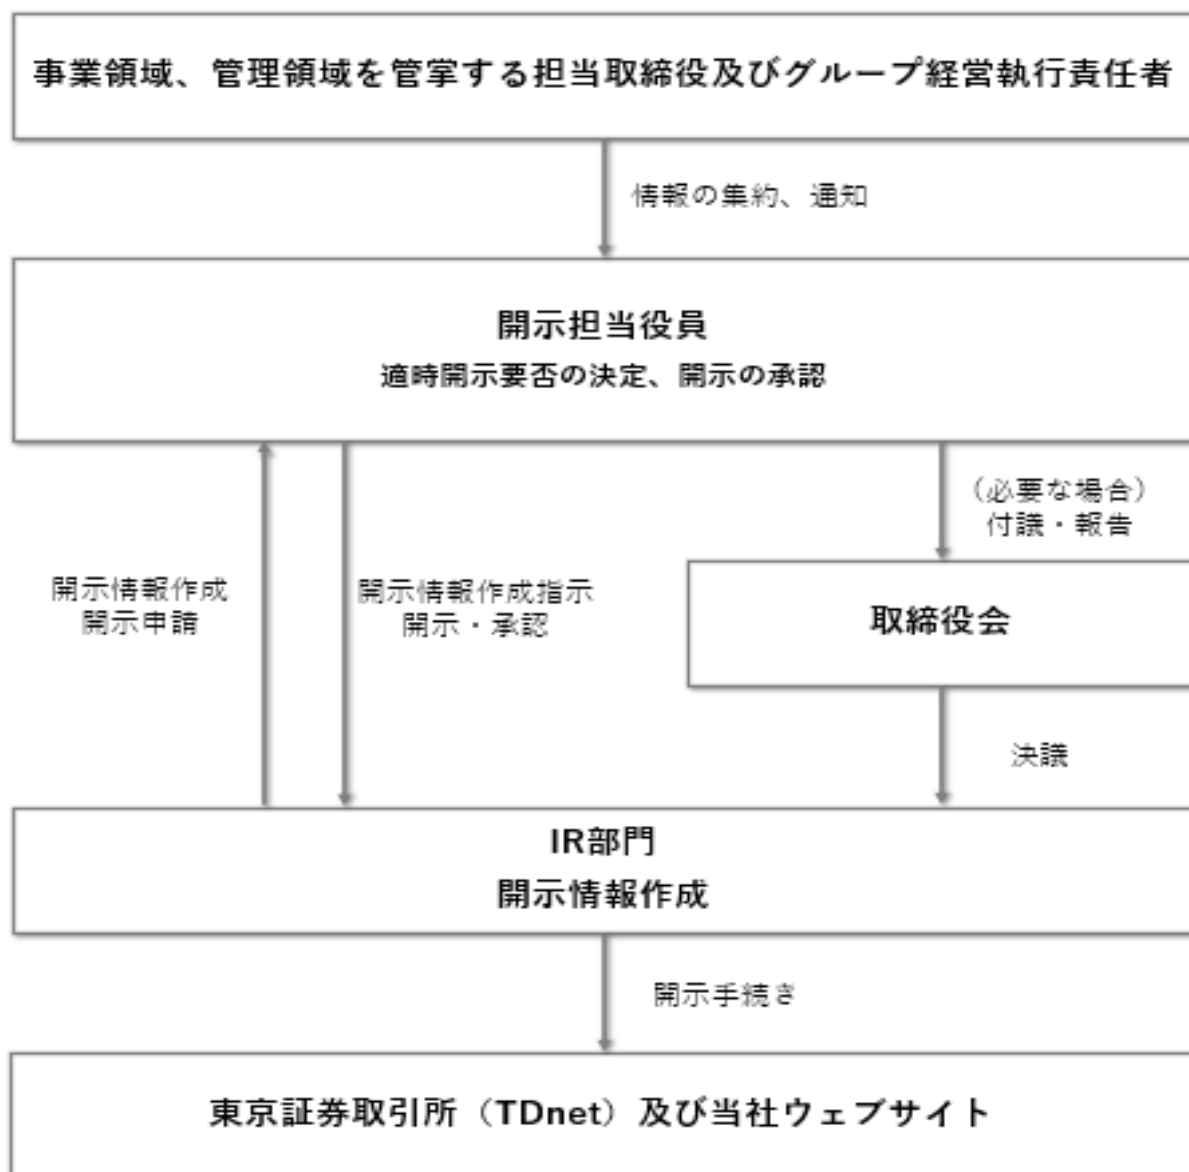 事業領域、管理領域を管掌する担当取締役及びグループ経営執行責任者
情報の集約、通知
開示担当役員
適時開示要否の決定、開示の承認
(必要な場合)
付議・報告
開示情報作成
開示申請
開示情報作成指示
開示・承認
取締役会
決議
IR部門
開示情報作成
開示手続き
東京証券取引所(TDnet)及び当社ウェブサイト